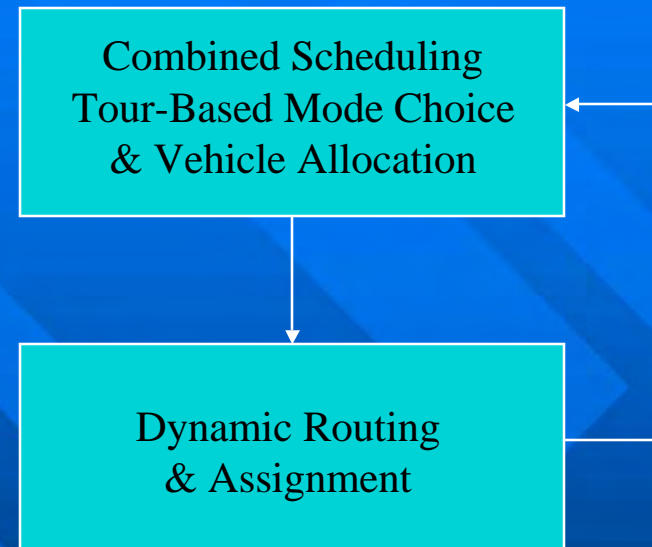 Combined Scheduling
Tour-Based Mode Choice
& Vehicle Allocation
Dynamic Routing
& Assignment